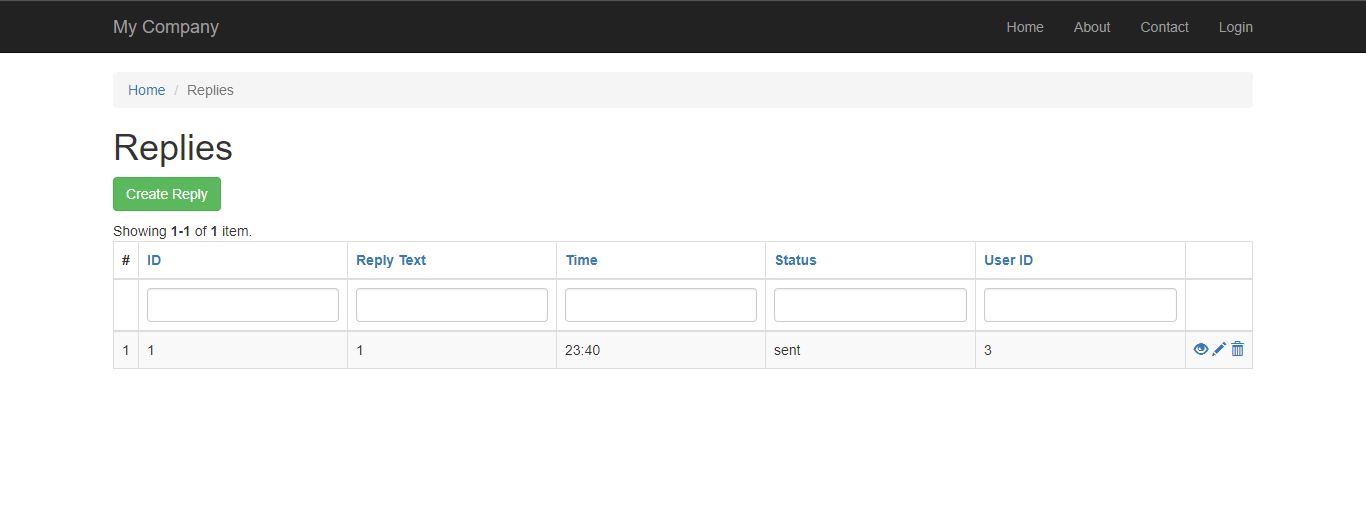 My Company Home About Contact Login
Home / Replies
Replies
Create Reply
Showing 1-1 of 1 item.
# ID Reply Text Time Status User ID
1 1 1 23:40 sent 3